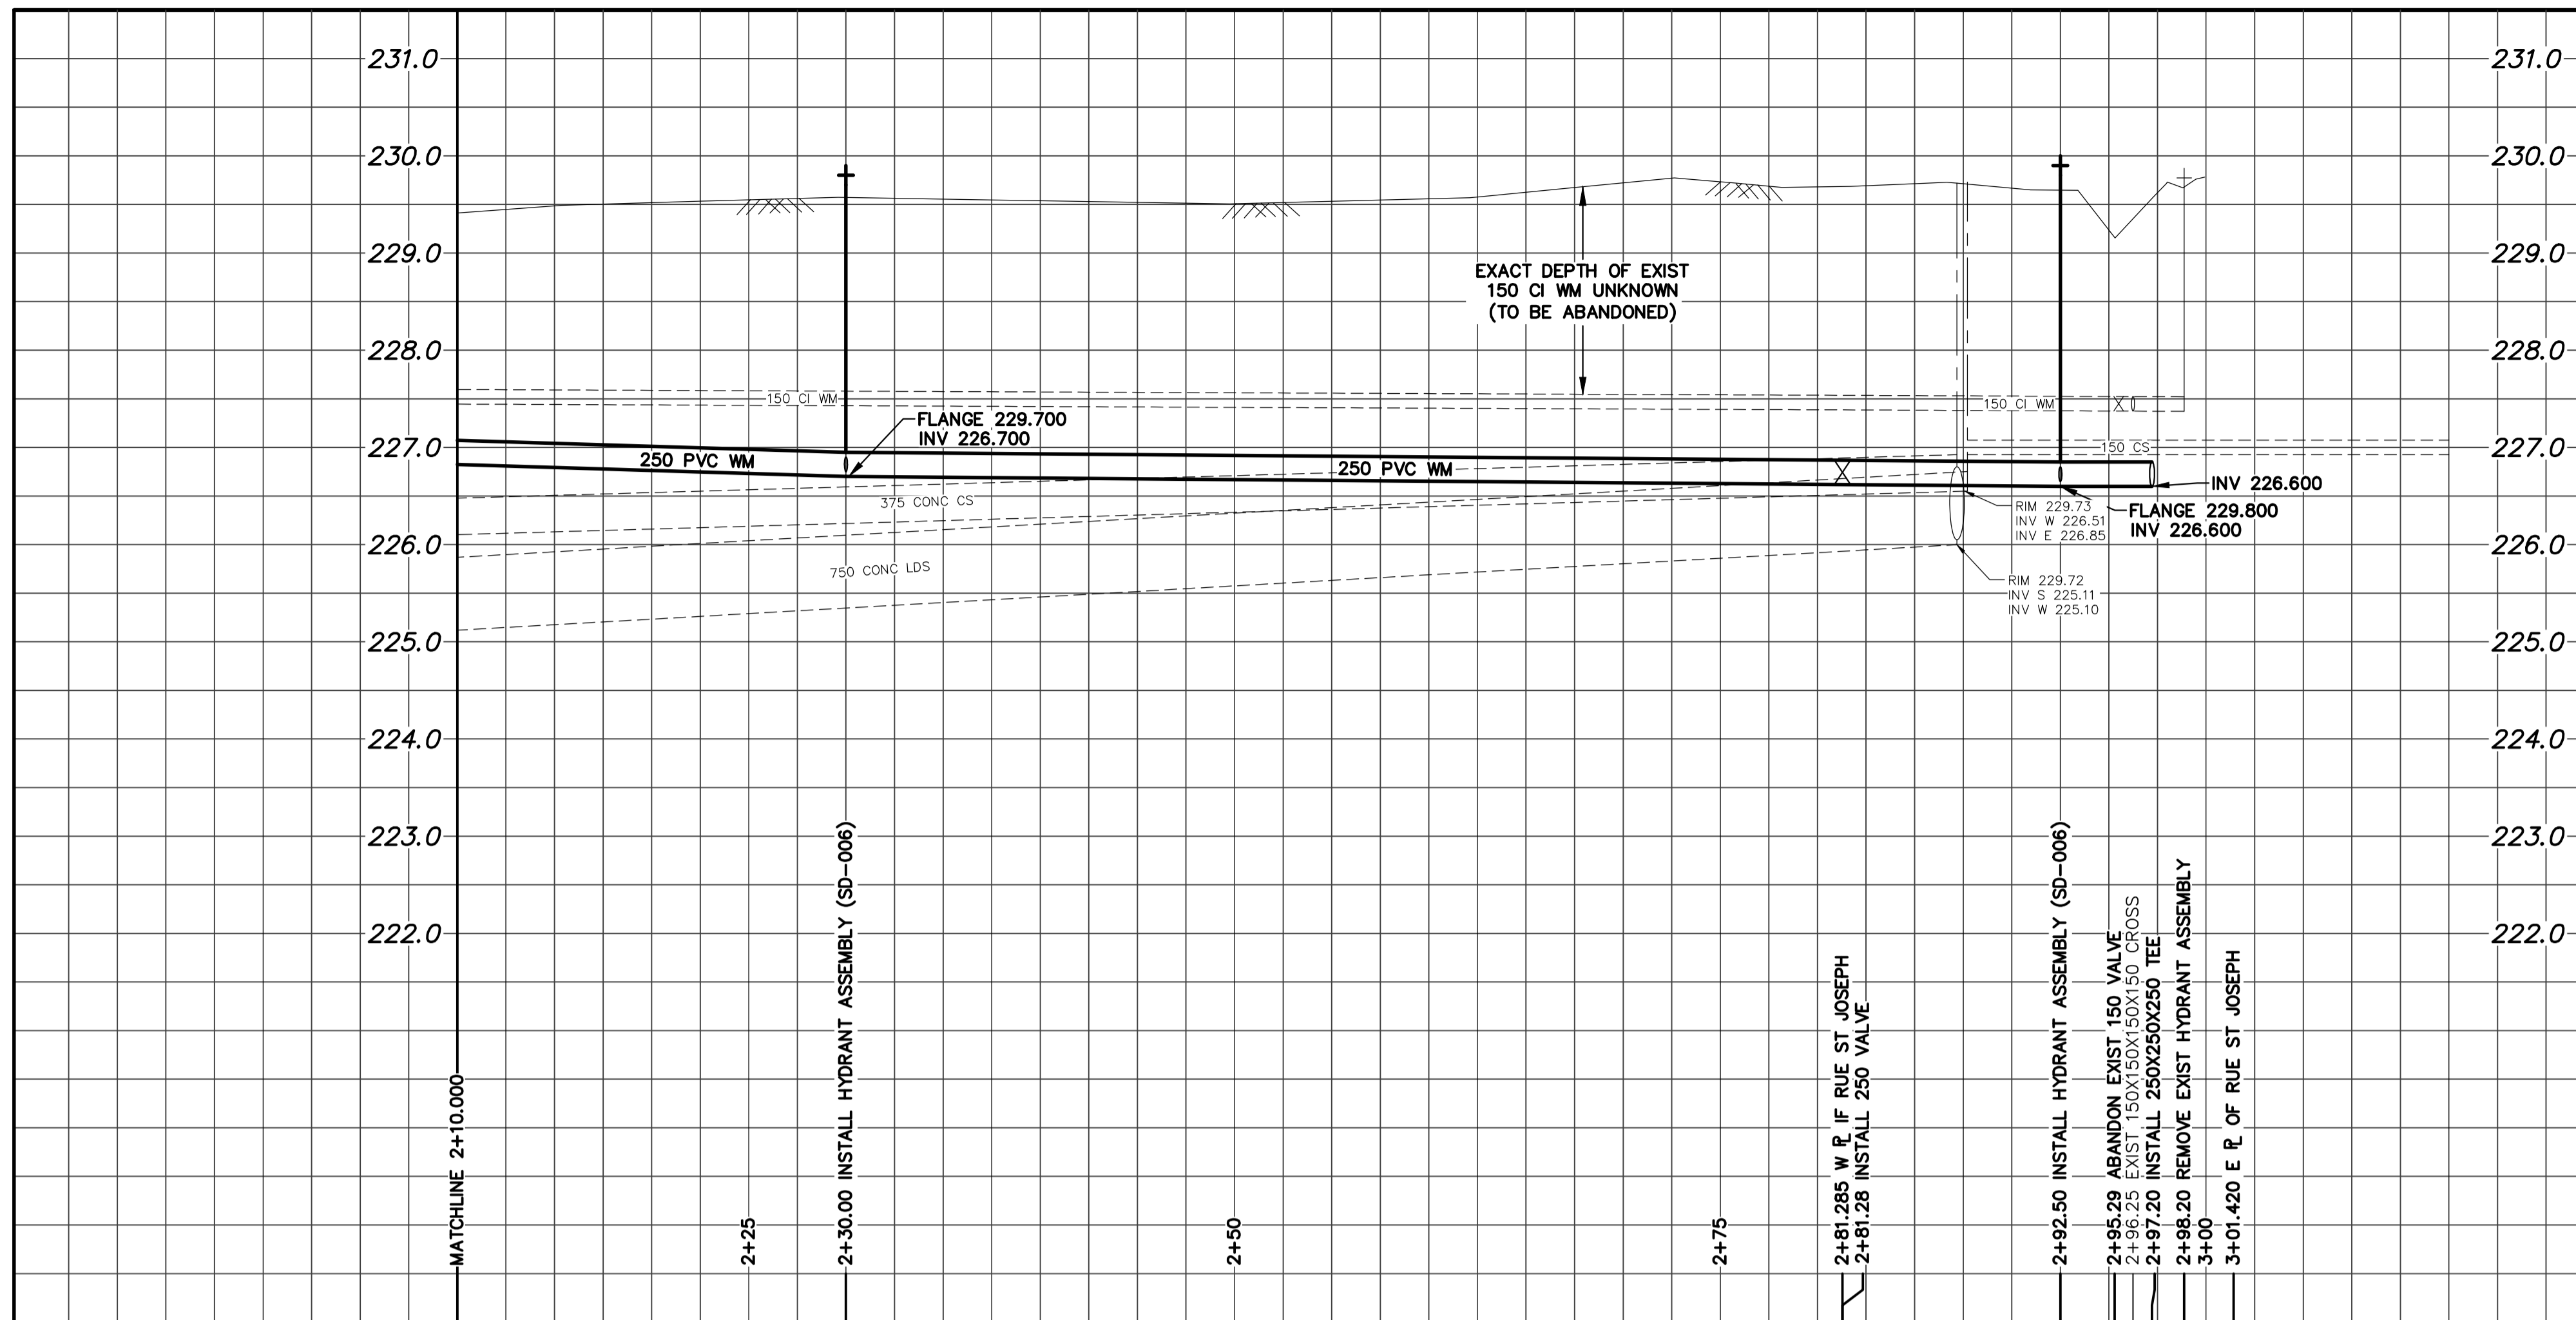 231.0
231.0
230.0
230.0
229.0
229.0
EXACT DEPTH OF EXIST
150 CI WM UNKNOWN
(TO BE ABANDONED)
228.0
228.0
150 CI WM
150 CI WM
FLANGE 229.700
INV 226.700
227.0
227.0
150 CS
250 PVC WM
250 PVC WM
INV 226.600
375 CONC CS
RIM 229.73
INV W 226.51
INV E 226.85
FLANGE 229.800
INV 226.600
226.0
226.0
750 CONC LDS
RIM 229.72
INV S 225.11
INV W 225.10
225.0
225.0
224.0
224.0
223.0
223.0
222.0
222.0
MATCHLINE 2+10.000
2+25
2+30.00 INSTALL HYDRANT ASSEMBLY (SD-006)
2+50
2+75
2+81.285 W PL IF RUE ST JOSEPH
2+81.28 INSTALL 250 VALVE
2+92.50 INSTALL HYDRANT ASSEMBLY (SD-006)
2+95.29 ABANDON EXIST 150 VALVE
2+96.25 EXIST 150X150X150X150 CROSS
2+97.20 INSTALL 250X250X250 TEE
2+98.20 REMOVE EXIST HYDRANT ASSEMBLY
3+00
3+01.420 E PL OF RUE ST JOSEPH